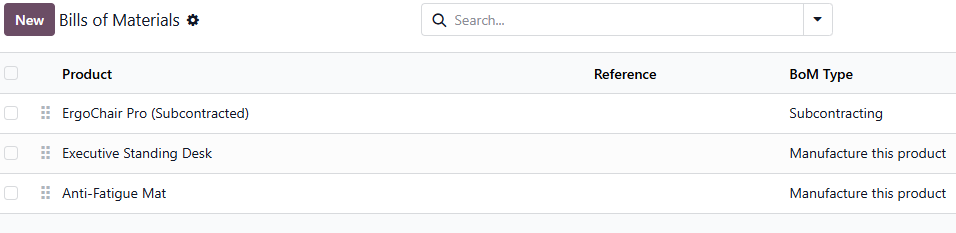 New Bills of Materials Search...
Product Reference BoM Type
ErgoChair Pro (Subcontracted) Subcontracting
Executive Standing Desk Manufacture this product
Anti-Fatigue Mat Manufacture this product